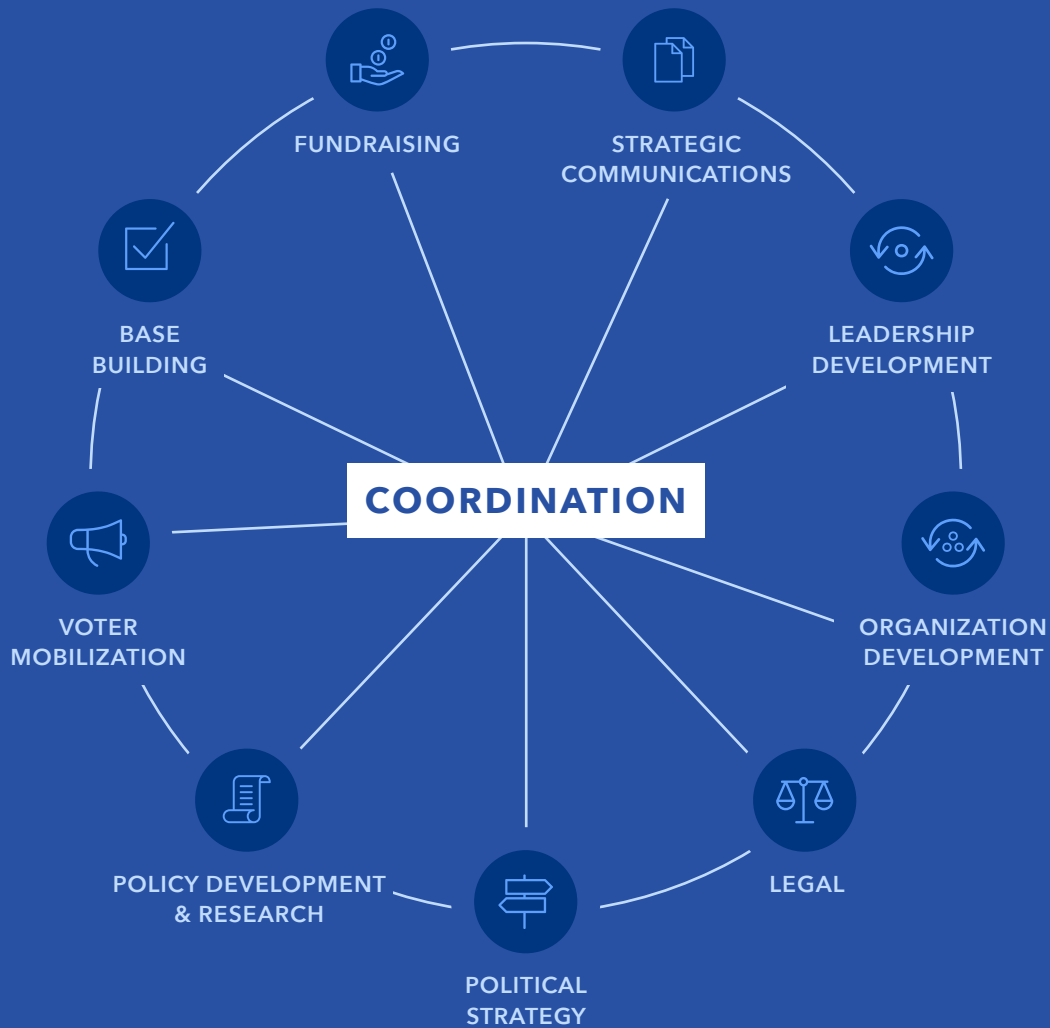 FUNDRAISING
STRATEGIC
COMMUNICATIONS
BASE
BUILDING
LEADERSHIP
DEVELOPMENT
COORDINATION
VOTER
MOBILIZATION
ORGANIZATION
DEVELOPMENT
POLICY DEVELOPMENT
& RESEARCH
LEGAL
POLITICAL
STRATEGY